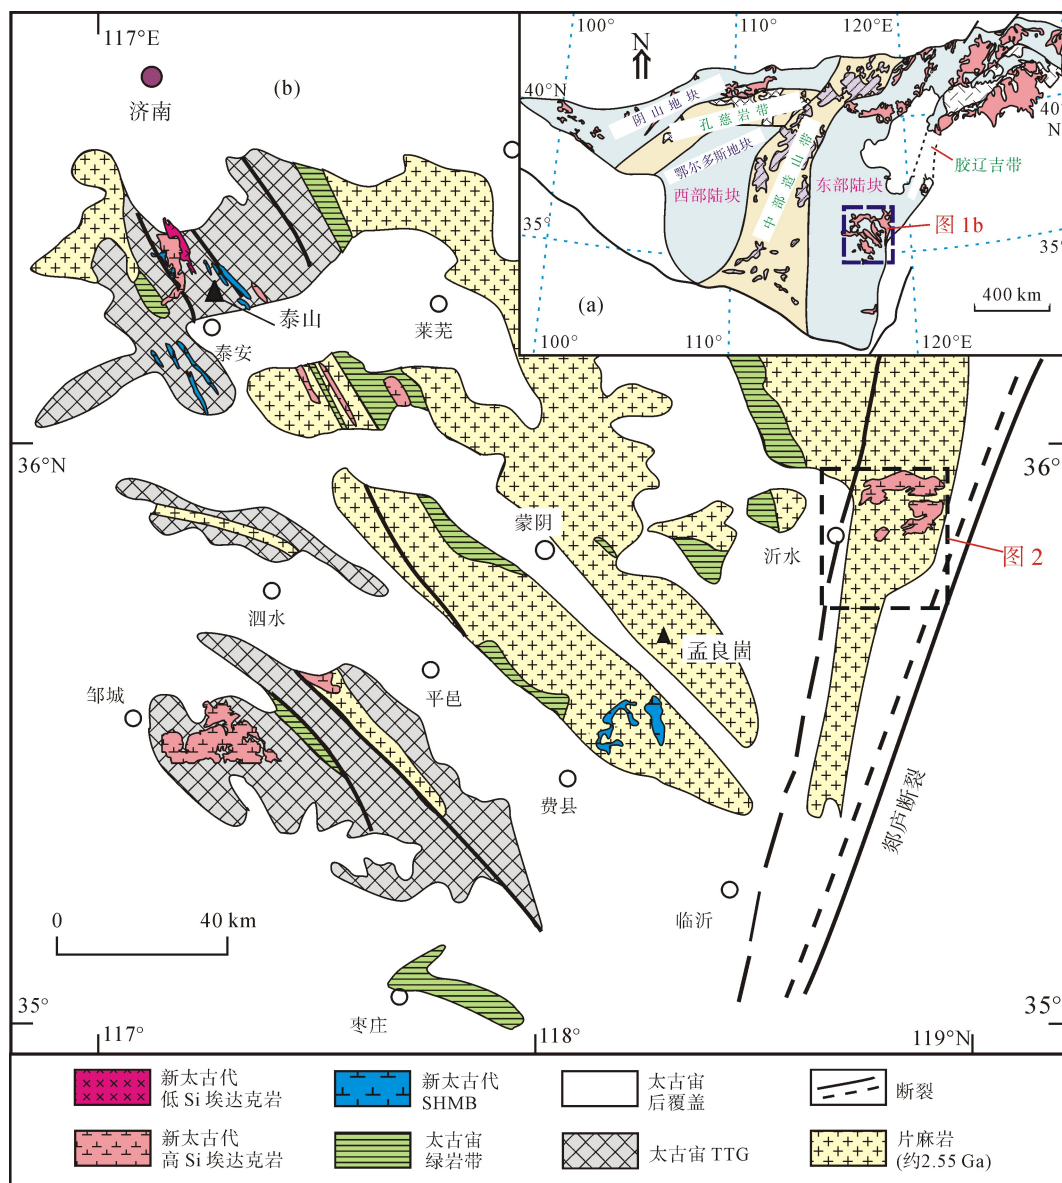 117°E
济南
(b)
100°
110°
120°E
N
40°N
阴山地块
孔慈岩带
鄂尔多斯地块
中部造山带
西部陆块
东部陆块
40°
N
胶辽吉带
35°
图 1b
35°
(a)
400 km
100°
110°
120°E
泰山
莱芜
泰安
36°N
36°
蒙阴
沂水
图 2
泗水
孟良崮
邹城
平邑
费县
郯庐断裂
0
40 km
临沂
枣庄
35°
35°
117°
118°
119°N
新太古代
低 Si 埃达克岩
新太古代
SHMB
太古宙
后覆盖
断裂
新太古代
高 Si 埃达克岩
太古宙
绿岩带
太古宙 TTG
片麻岩
(约2.55 Ga)